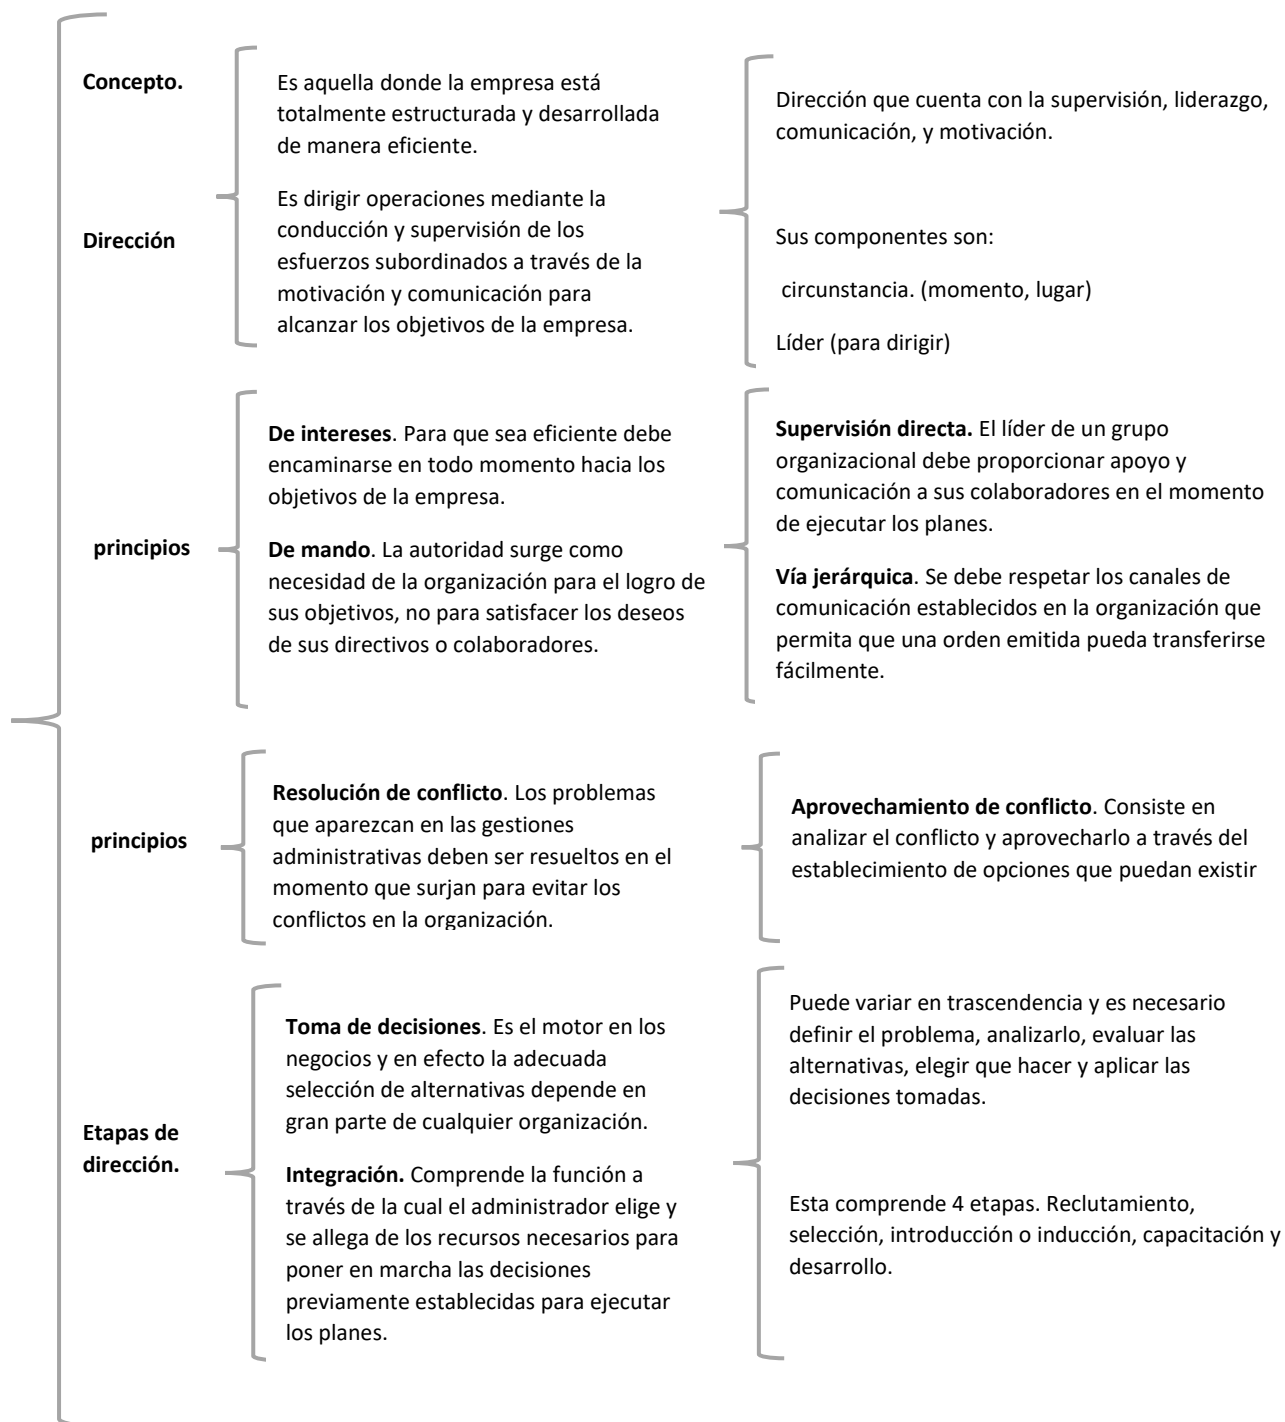 Concepto.
Es aquella donde la empresa está
totalmente estructurada y desarrollada
de manera eficiente.
Dirección
Es dirigir operaciones mediante la
conducción y supervisión de los
esfuerzos subordinados a través de la
motivación y comunicación para
alcanzar los objetivos de la empresa.
Dirección que cuenta con la supervisión, liderazgo,
comunicación, y motivación.
Sus componentes son:
circunstancia. (momento, lugar)
Líder (para dirigir)
principios
De intereses. Para que sea eficiente debe
encaminarse en todo momento hacia los
objetivos de la empresa.
De mando. La autoridad surge como
necesidad de la organización para el logro de
sus objetivos, no para satisfacer los deseos
de sus directivos o colaboradores.
Supervisión directa. El líder de un grupo
organizacional debe proporcionar apoyo y
comunicación a sus colaboradores en el momento
de ejecutar los planes.
Vía jerárquica. Se debe respetar los canales de
comunicación establecidos en la organización que
permita que una orden emitida pueda transferirse
fácilmente.
principios
Resolución de conflicto. Los problemas
que aparezcan en las gestiones
administrativas deben ser resueltos en el
momento que surjan para evitar los
conflictos en la organización.
Aprovechamiento de conflicto. Consiste en
analizar el conflicto y aprovecharlo a través del
establecimiento de opciones que puedan existir
Etapas de
dirección.
Toma de decisiones. Es el motor en los
negocios y en efecto la adecuada
selección de alternativas depende en
gran parte de cualquier organización.
Integración. Comprende la función a
través de la cual el administrador elige y
se allega de los recursos necesarios para
poner en marcha las decisiones
previamente establecidas para ejecutar
los planes.
Puede variar en trascendencia y es necesario
definir el problema, analizarlo, evaluar las
alternativas, elegir que hacer y aplicar las
decisiones tomadas.
Esta comprende 4 etapas. Reclutamiento,
selección, introducción o inducción, capacitación y
desarrollo.